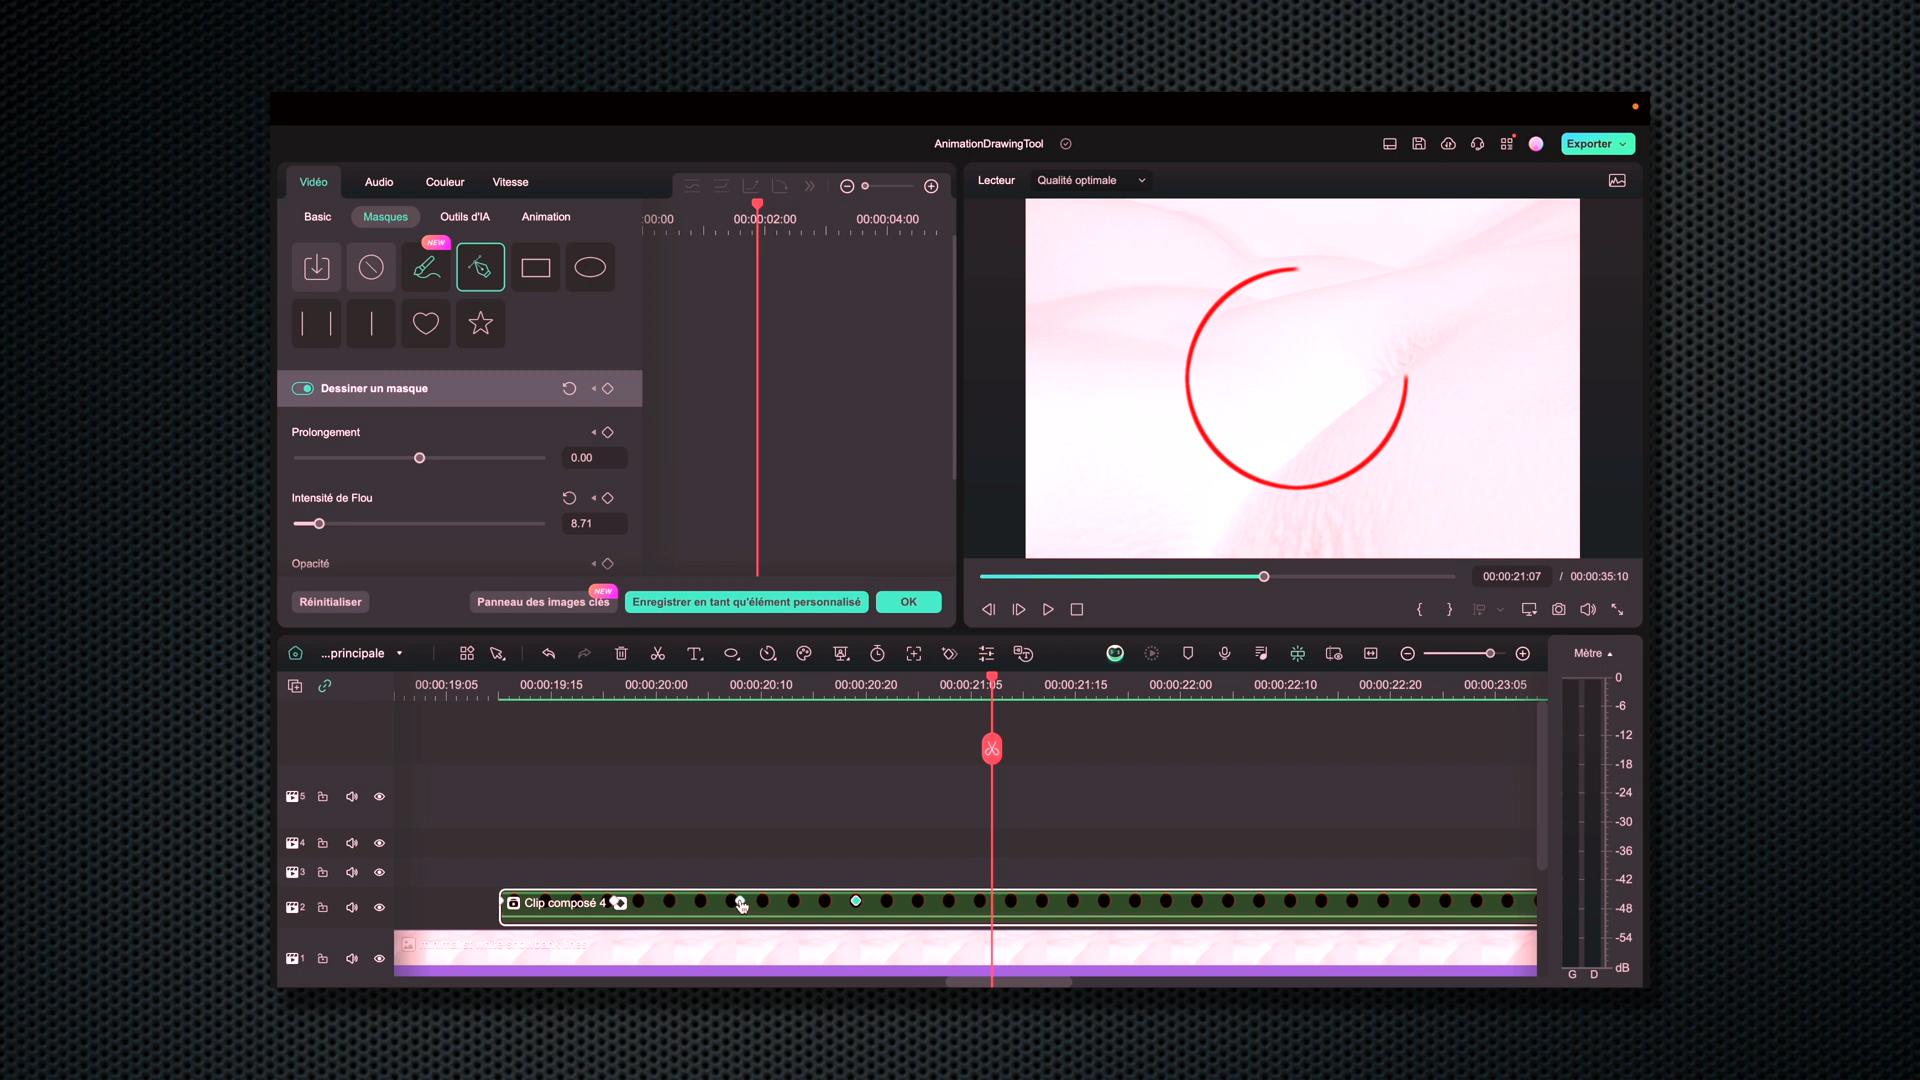 AnimationDrawingTool
Exporter
Vidéo Audio Couleur Vitesse
Lecteur Qualité optimale
Basic Masques Outils d'IA Animation
:00:00 00:00:02:00 00:00:04:00
NEW
Dessiner un masque
Prolongement
0.00
Intensité de Flou
8.71
Opacité
00:00:21:07 / 00:00:35:10
NEW
Réinitialiser Panneau des images clés Enregistrer en tant qu'élément personnalisé OK
...principale
Mètre
00:00:19:05 00:00:19:15 00:00:20:00 00:00:20:10 00:00:20:20 00:00:21:05 00:00:21:15 00:00:22:00 00:00:22:10 00:00:22:20 00:00:23:05
0
-6
-12
-18
-24
-30
-36
-42
-48
-54
dB
G D
5
4
3
2
Clip composé 4
1